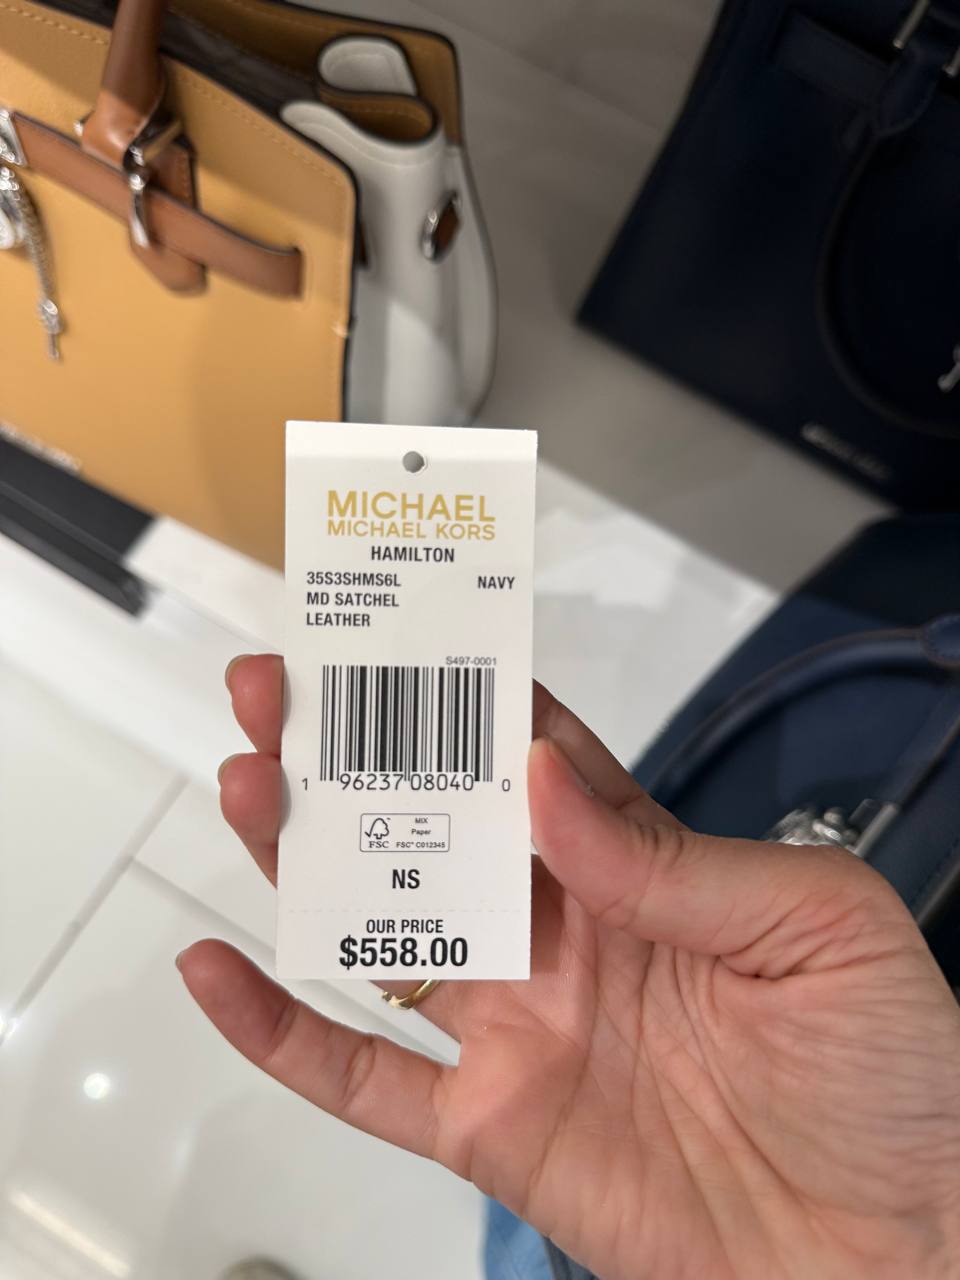 MICHAEL
MICHAEL KORS
HAMILTON
35S3SHMS6L NAVY
MD SATCHEL
LEATHER
S497-0001
1 96237 08040 0
MIX
Paper
FSC FSC® C012345
NS
OUR PRICE
$558.00